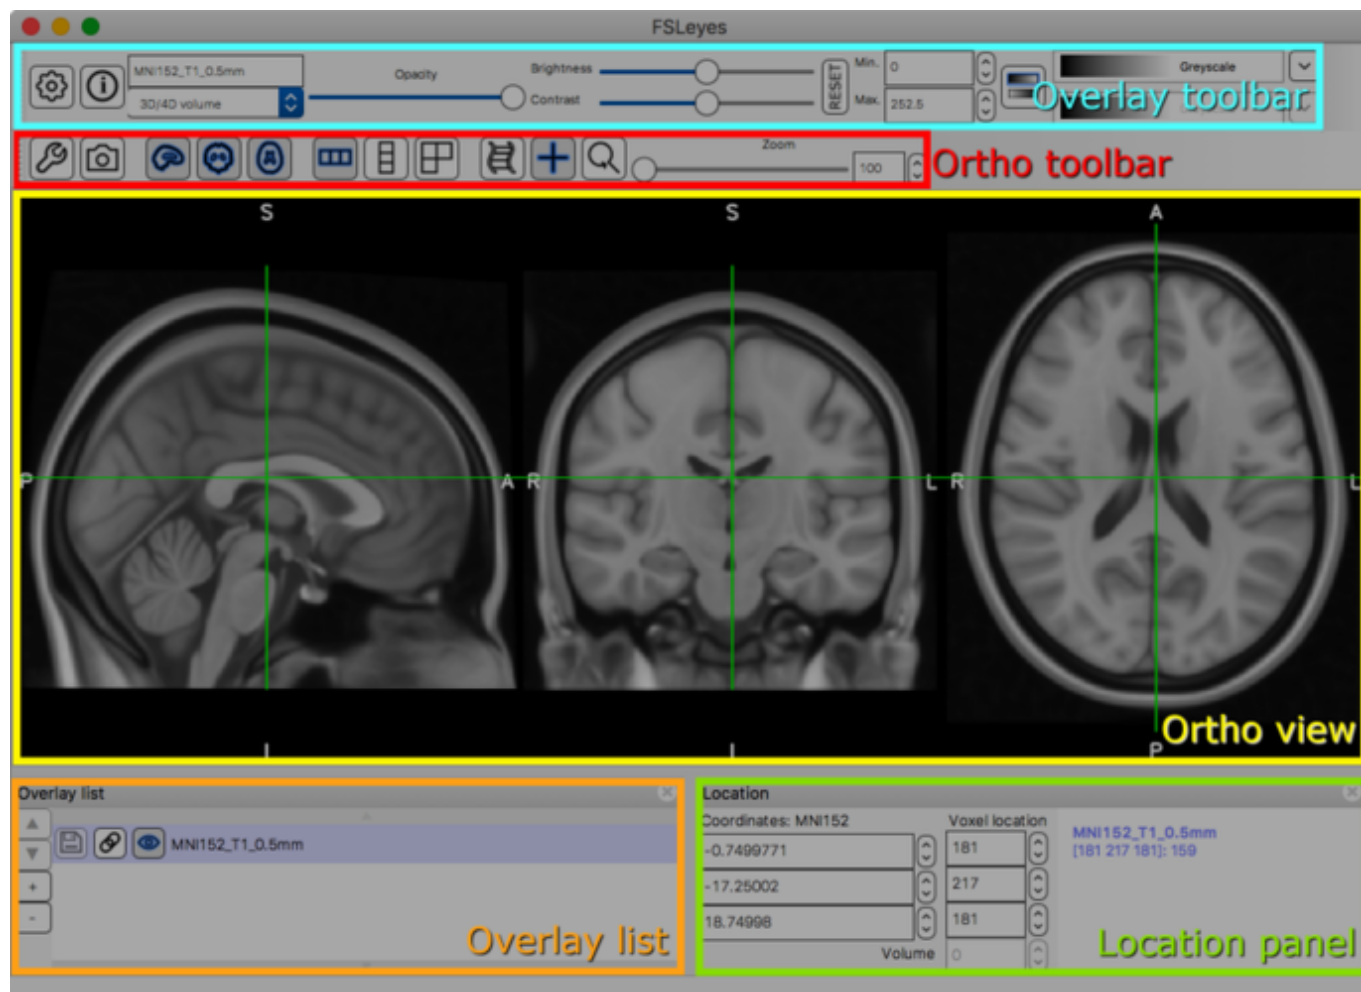 FSLeyes
MNI152_T1_0.5mm
3D/4D volume
Opacity
Brightness
Contrast
RESET
Min. 0
Max. 252.5
Greyscale
Overlay toolbar
Zoom
100
Ortho toolbar
S S A
P A R L R L
I I P
Ortho view
Overlay list
MNI152_T1_0.5mm
Overlay list
Location
Coordinates: MNI152 Voxel location
-0.7499771 181
-17.25002 217
18.74998 181
Volume 0
MNI152_T1_0.5mm
[181 217 181]: 159
Location panel